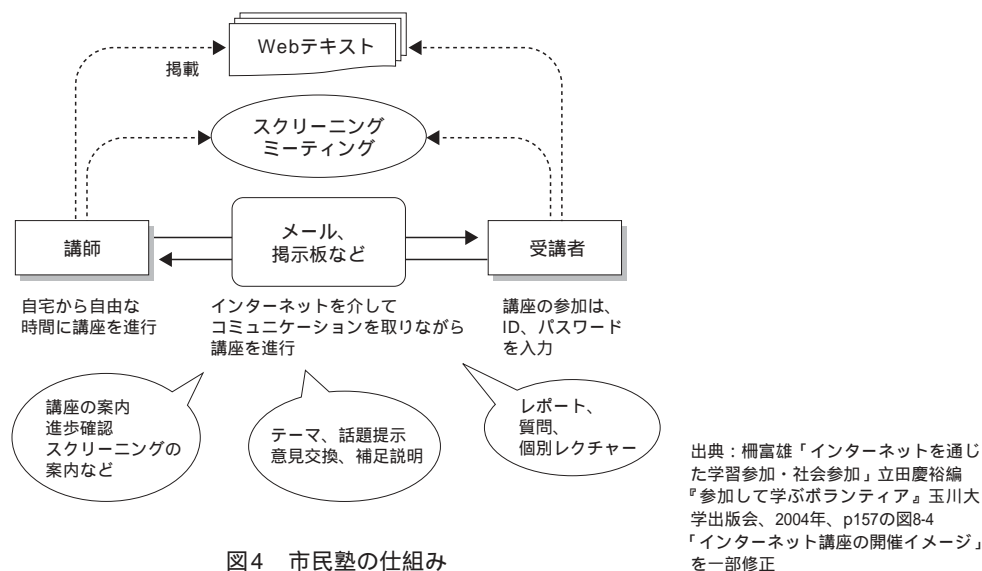 Webテキスト
掲載
スクリーニング
ミーティング
講師
メール、
掲示板など
受講者
自宅から自由な
時間に講座を進行
インターネットを介して
コミュニケーションを取りながら
講座を進行
講座の参加は、
ID、パスワード
を入力
講座の案内
進歩確認
スクリーニングの
案内など
テーマ、話題提示
意見交換、補足説明
レポート、
質問、
個別レクチャー
出典：柵富雄「インターネットを通じ
た学習参加・社会参加」立田慶裕編
『参加して学ぶボランティア』玉川大
学出版会、2004年、p157の図8-4
「インターネット講座の開催イメージ」
を一部修正
図4　市民塾の仕組み